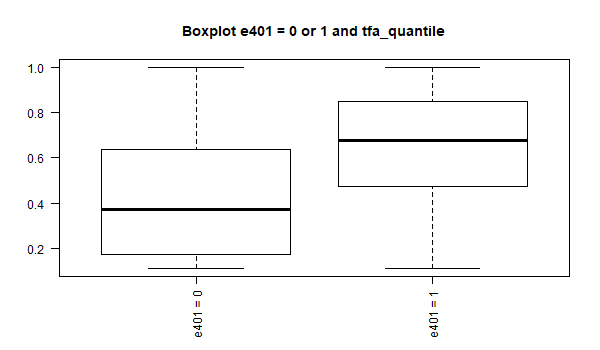 Boxplot e401 = 0 or 1 and tfa_quantile
1.0
0.8
0.6
0.4
0.2
e401 = 0
e401 = 1